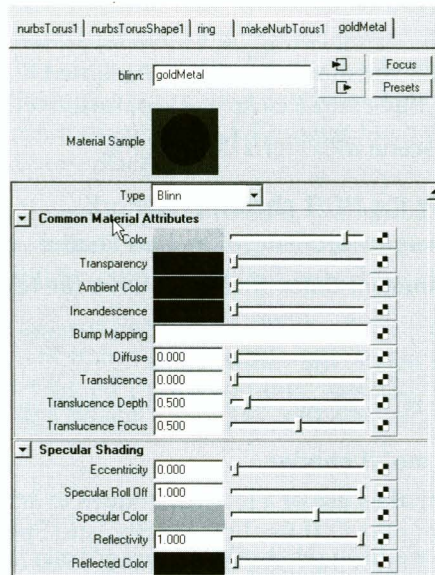 nurbsTorus1 nurbsTorusShape1 ring makeNurbTorus1 goldMetal
blinn: goldMetal Focus
Presets
Material Sample
Type Blinn
Common Material Attributes
Color
Transparency
Ambient Color
Incandescence
Bump Mapping
Diffuse 0.000
Translucence 0.000
Translucence Depth 0.500
Translucence Focus 0.500
Specular Shading
Eccentricity 0.000
Specular Roll Off 1.000
Specular Color
Reflectivity 1.000
Reflected Color